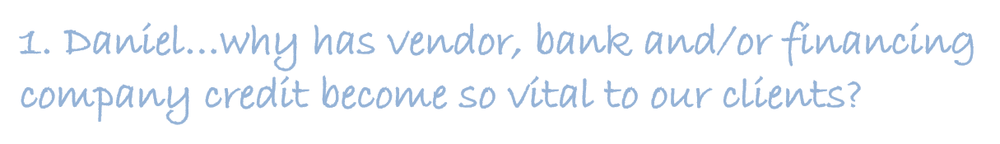 1. Daniel...why has vendor, bank and/or financing
company credit become so vital to our clients?